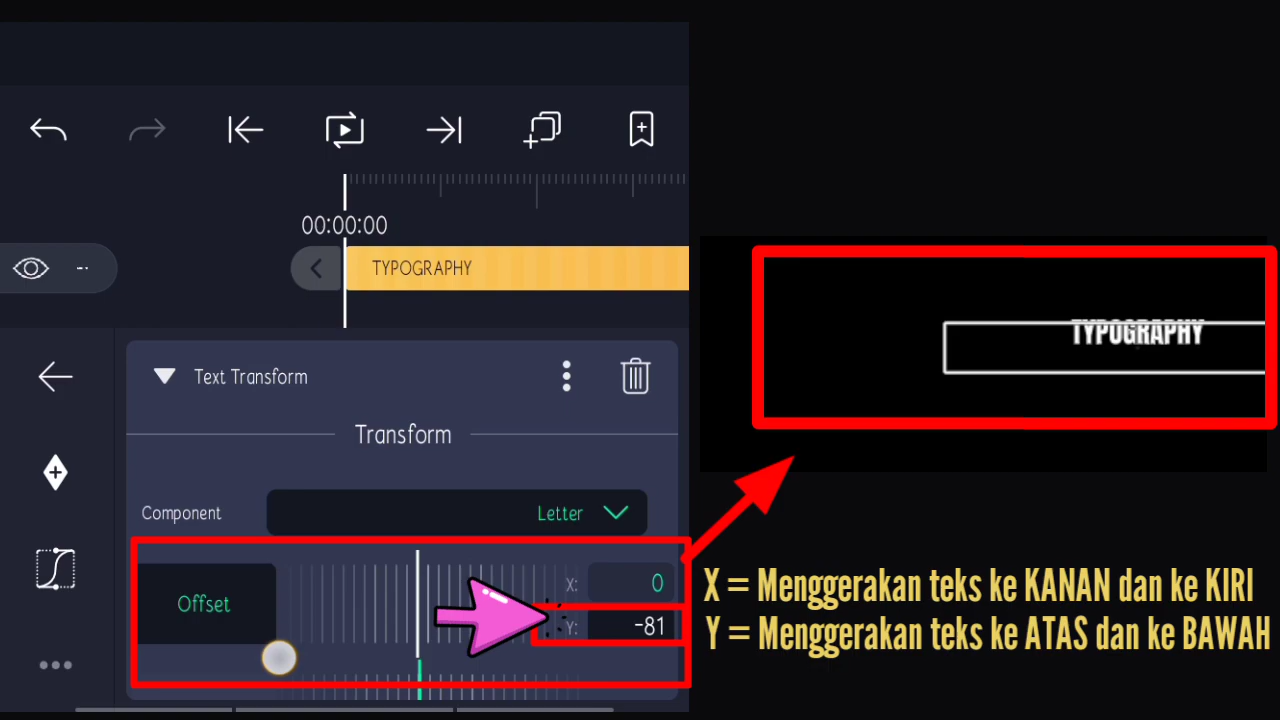 00:00:00
TYPOGRAPHY
TYPOGRAPHY
Text Transform
Transform
Component
Letter
Offset
X: 0
Y: -81
X = Menggerakan teks ke KANAN dan ke KIRI
Y = Menggerakan teks ke ATAS dan ke BAWAH